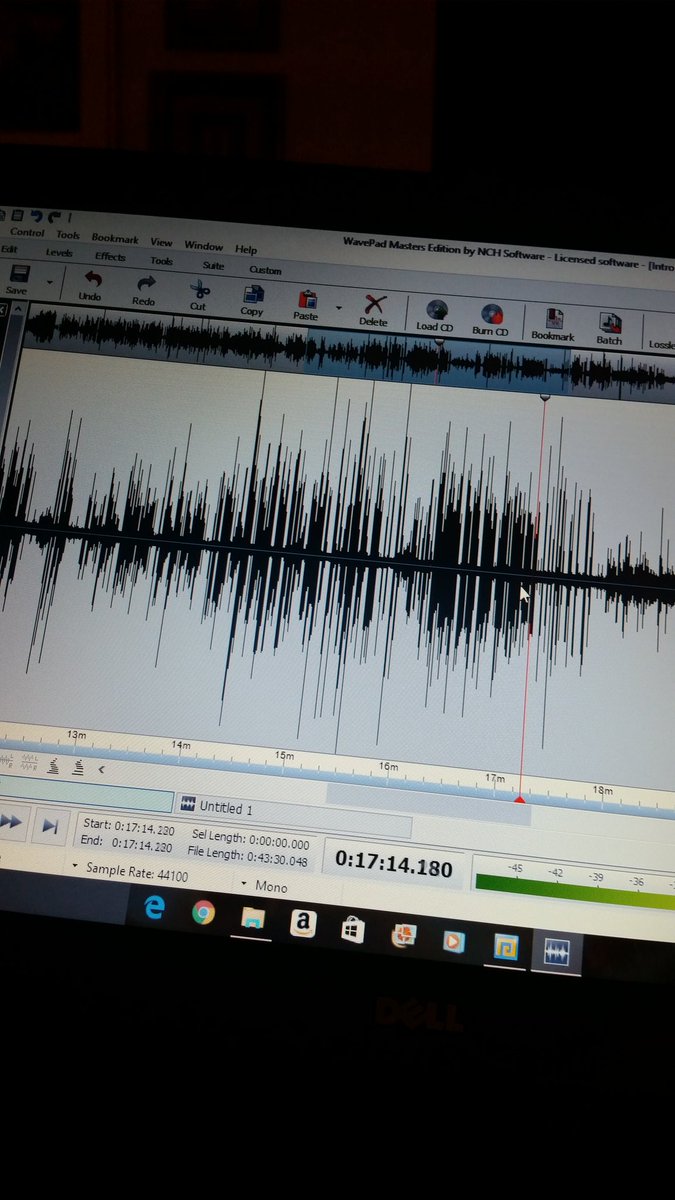 Control Tools Bookmark View Window Help
WavePad Masters Edition by NCH Software - Licensed software - [Intro
Edit Levels Effects Tools Suite Custom
Save Undo Redo Cut Copy Paste Delete Load CD Burn CD Bookmark Batch Lossle
13m 14m 15m 16m 17m 18m
Untitled 1
Start: 0:17:14.280 Sel Length: 0:00:00.000
End: 0:17:14.280 File Length: 0:43:30.048
0:17:14.180
-45 -42 -39 -36
Sample Rate: 44100 Mono
DELL